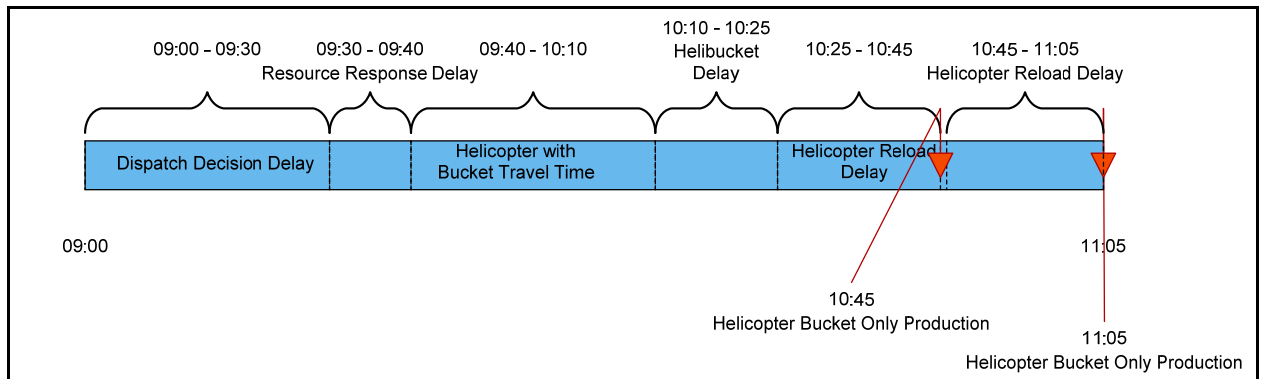 09:00 - 09:30
09:30 - 09:40
Resource Response Delay
09:40 - 10:10
10:10 - 10:25
Helibucket
Delay
10:25 - 10:45
10:45 - 11:05
Helicopter Reload Delay
Dispatch Decision Delay
Helicopter with
Bucket Travel Time
Helicopter Reload
Delay
09:00
11:05
10:45
Helicopter Bucket Only Production
11:05
Helicopter Bucket Only Production